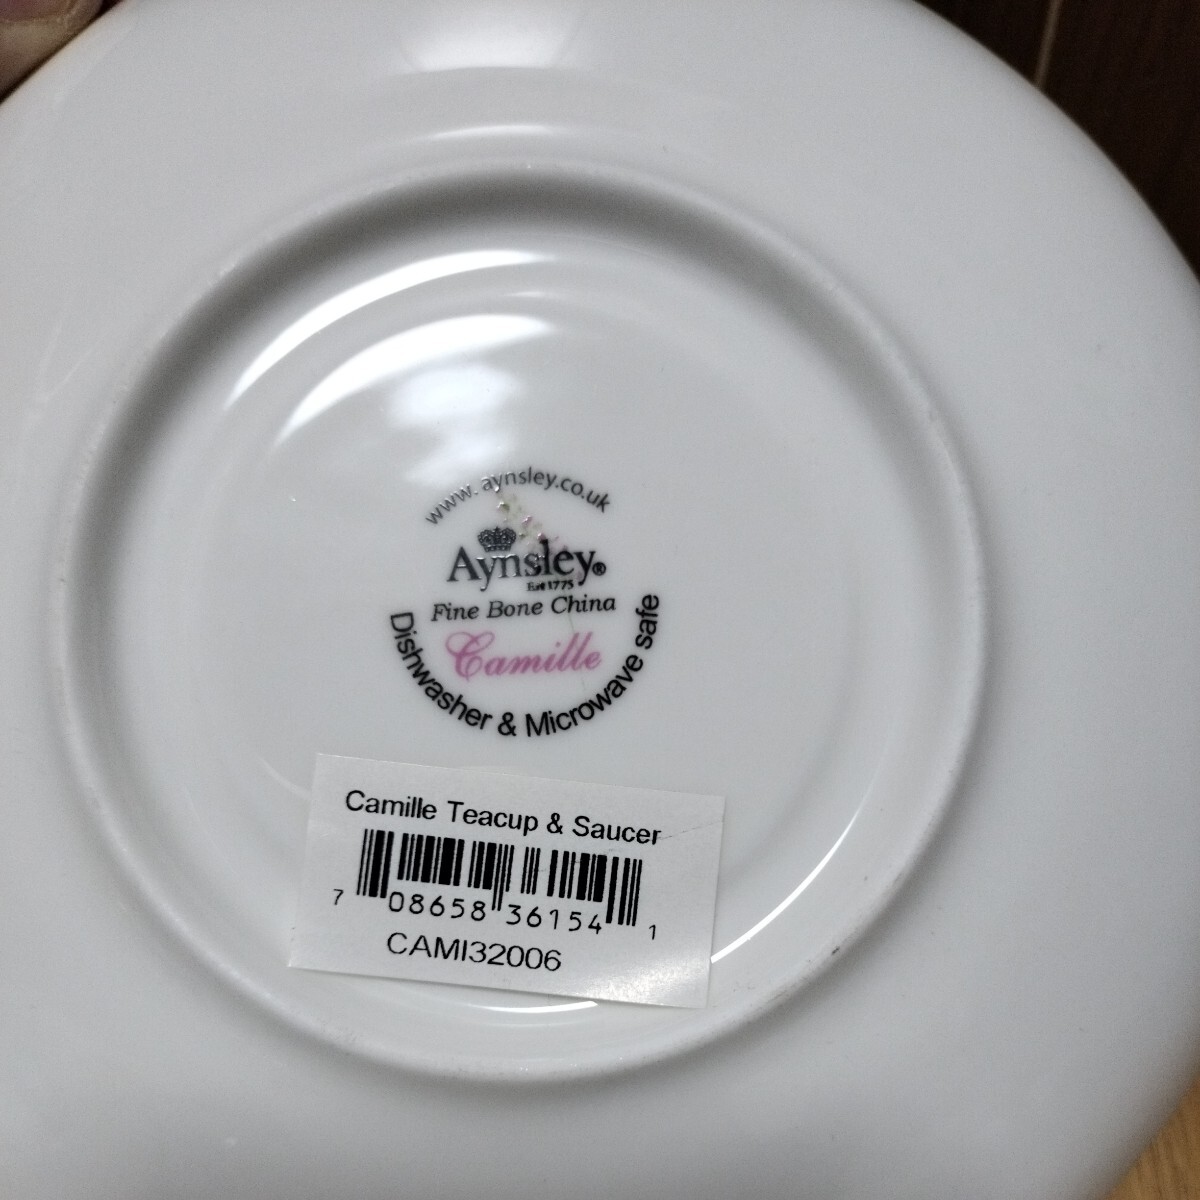 www.aynsley.co.uk
Aynsley®
Est 1775
Fine Bone China
Camille
Dishwasher & Microwave safe
Camille Teacup & Saucer
7 08658 36154 1
CAMI32006